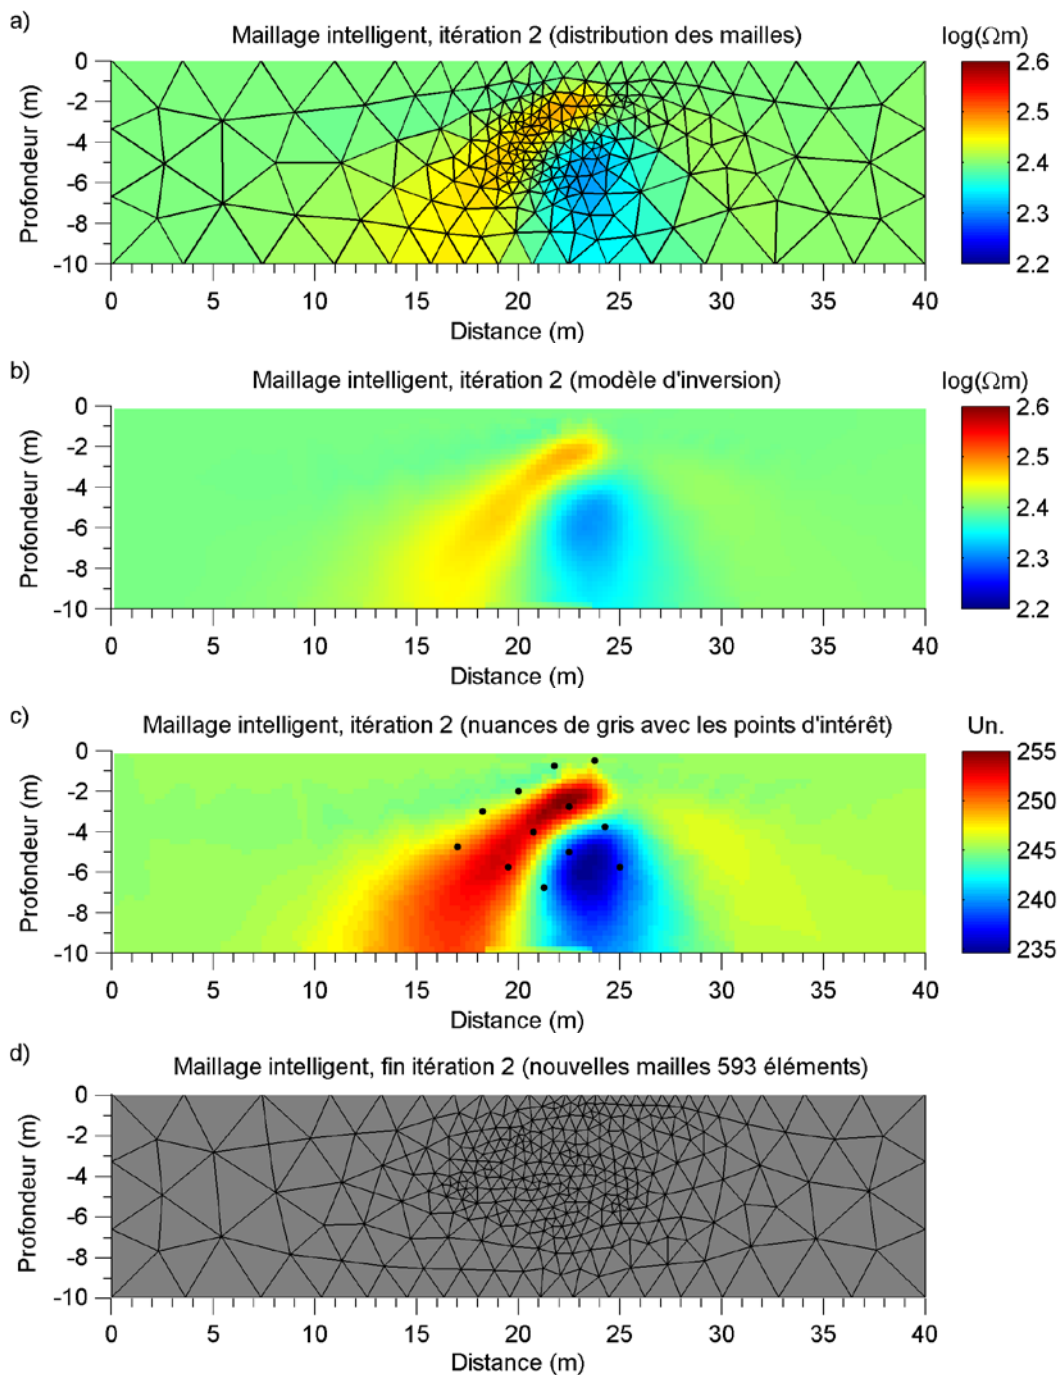 a)
Maillage intelligent, itération 2 (distribution des mailles)
log(Ωm)
0
-2
-4
-6
-8
-10
Profondeur (m)
0 5 10 15 20 25 30 35 40
Distance (m)
2.6
2.5
2.4
2.3
2.2
b)
Maillage intelligent, itération 2 (modèle d'inversion)
log(Ωm)
0
-2
-4
-6
-8
-10
Profondeur (m)
0 5 10 15 20 25 30 35 40
Distance (m)
2.6
2.5
2.4
2.3
2.2
c)
Maillage intelligent, itération 2 (nuances de gris avec les points d'intérêt)
Un.
0
-2
-4
-6
-8
-10
Profondeur (m)
0 5 10 15 20 25 30 35 40
Distance (m)
255
250
245
240
235
d)
Maillage intelligent, fin itération 2 (nouvelles mailles 593 éléments)
0
-2
-4
-6
-8
-10
Profondeur (m)
0 5 10 15 20 25 30 35 40
Distance (m)